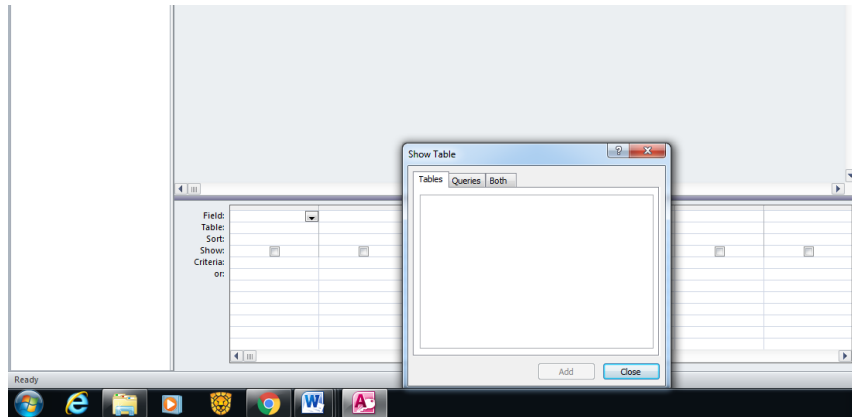 Show Table
Tables Queries Both
Field:
Table:
Sort:
Show:
Criteria:
or:
Add Close
Ready
W A